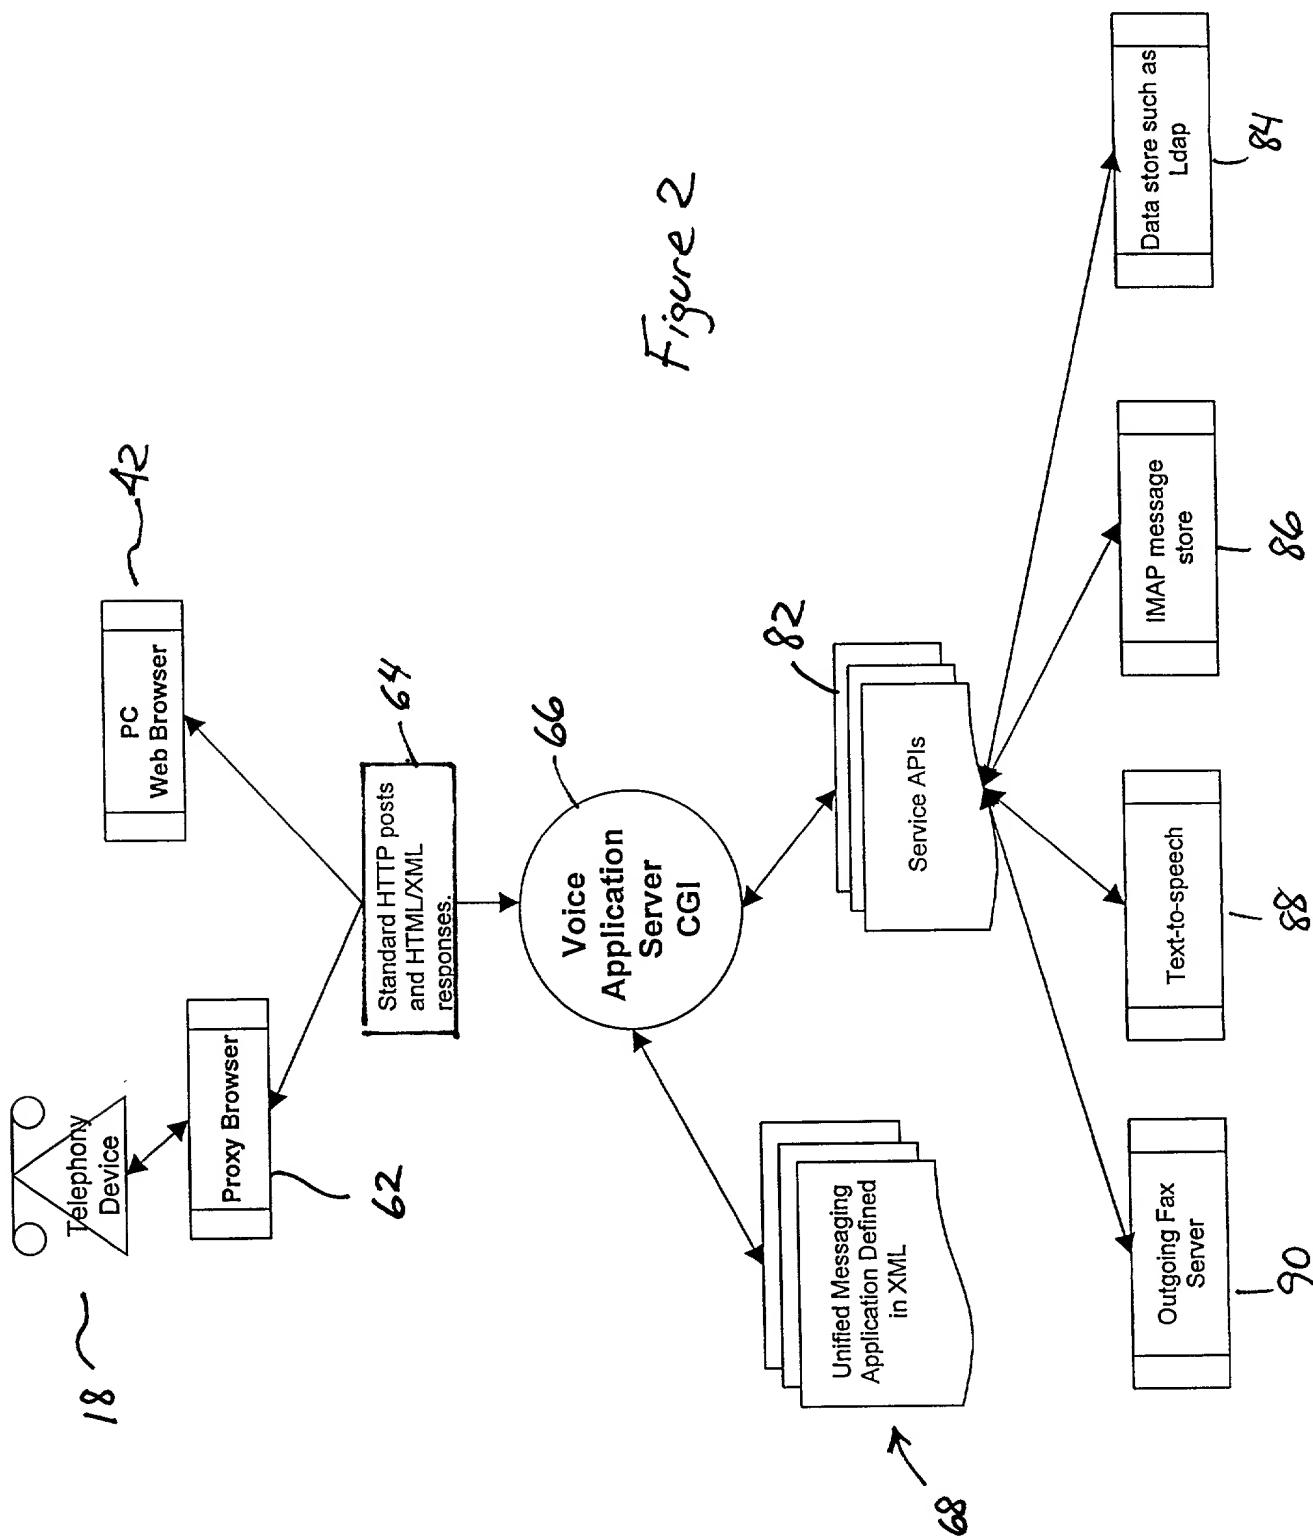 18
Telephony
Device
Proxy Browser
62
PC
Web Browser
42
Standard HTTP posts
and HTML/XML
responses.
64
Voice
Application
Server
CGI
66
Figure 2
Unified Messaging
Application Defined
in XML
68
Service APIs
82
Outgoing Fax
Server
90
Text-to-speech
88
IMAP message
store
86
Data store such as
Ldap
84